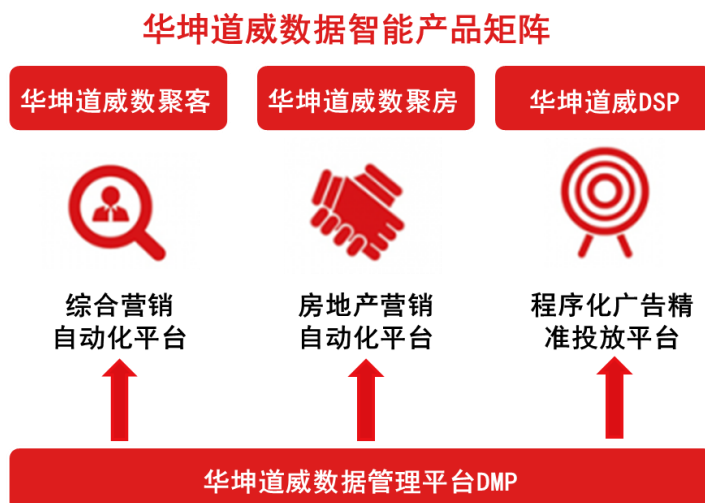 华坤道威数据智能产品矩阵
华坤道威数聚客
华坤道威数聚房
华坤道威DSP
综合营销
自动化平台
房地产营销
自动化平台
程序化广告精
准投放平台
华坤道威数据管理平台DMP